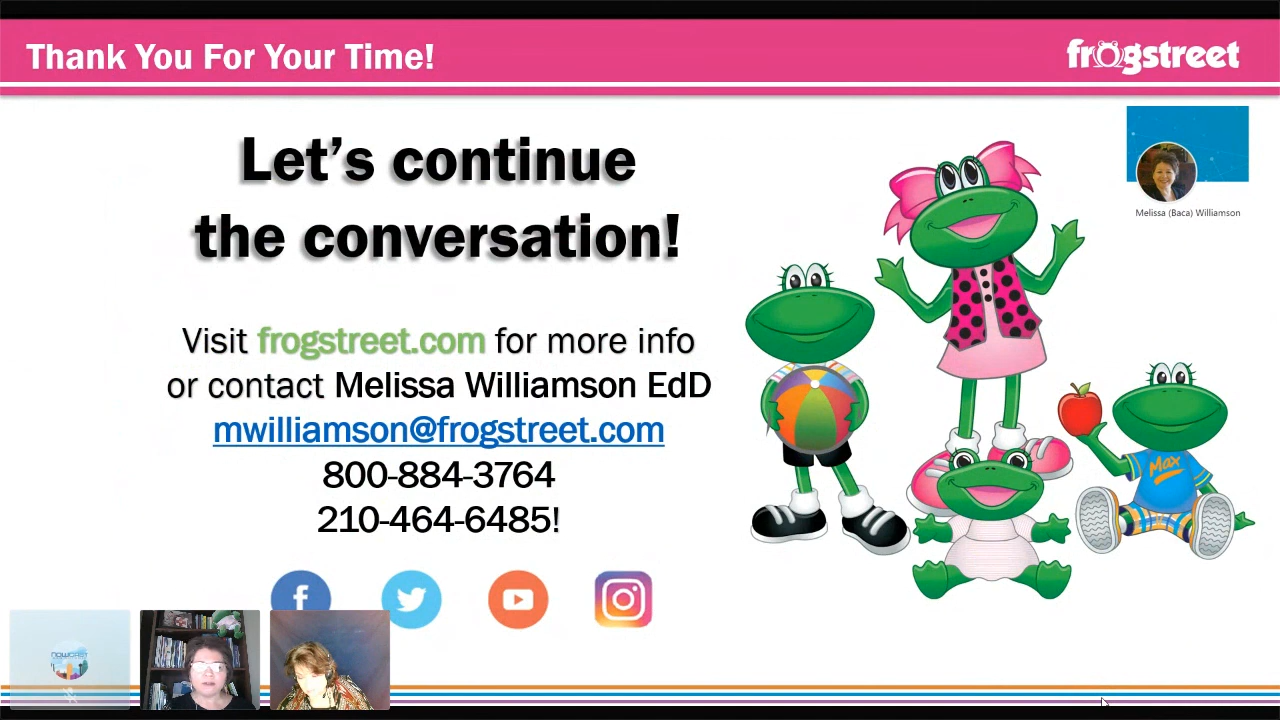 Thank You For Your Time!
frogstreet
Let's continue
the conversation!
Melissa (Baca) Williamson
Visit frogstreet.com for more info
or contact Melissa Williamson EdD
mwilliamson@frogstreet.com
800-884-3764
210-464-6485!
Max
NOWCAST